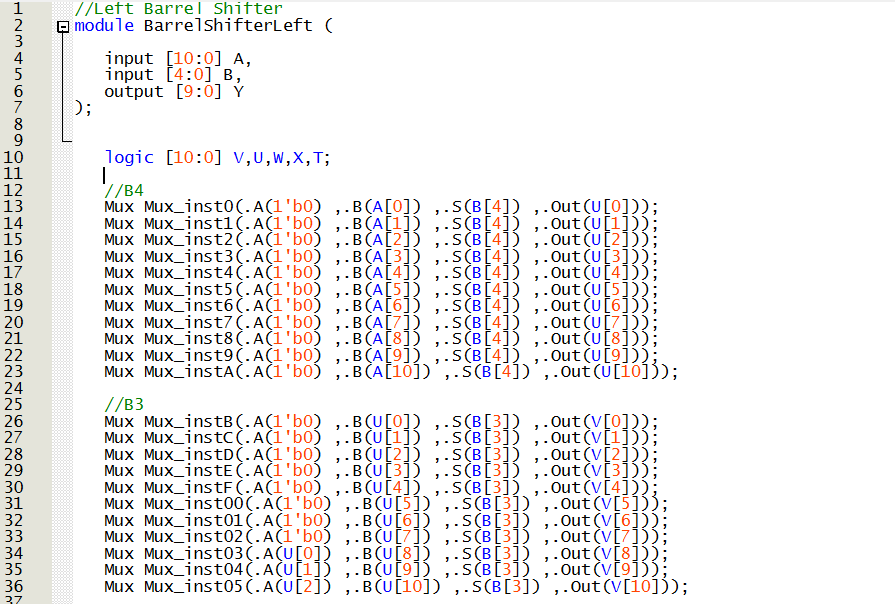 1 //Left Barrel Shifter
2 module BarrelShifterLeft (
3
4 input [10:0] A,
5 input [4:0] B,
6 output [9:0] Y
7 );
8
9
10 logic [10:0] V,U,W,X,T;
11
12 //B4
13 Mux Mux_inst0(.A(1'b0) ,.B(A[0]) ,.S(B[4]) ,.Out(U[0]));
14 Mux Mux_inst1(.A(1'b0) ,.B(A[1]) ,.S(B[4]) ,.Out(U[1]));
15 Mux Mux_inst2(.A(1'b0) ,.B(A[2]) ,.S(B[4]) ,.Out(U[2]));
16 Mux Mux_inst3(.A(1'b0) ,.B(A[3]) ,.S(B[4]) ,.Out(U[3]));
17 Mux Mux_inst4(.A(1'b0) ,.B(A[4]) ,.S(B[4]) ,.Out(U[4]));
18 Mux Mux_inst5(.A(1'b0) ,.B(A[5]) ,.S(B[4]) ,.Out(U[5]));
19 Mux Mux_inst6(.A(1'b0) ,.B(A[6]) ,.S(B[4]) ,.Out(U[6]));
20 Mux Mux_inst7(.A(1'b0) ,.B(A[7]) ,.S(B[4]) ,.Out(U[7]));
21 Mux Mux_inst8(.A(1'b0) ,.B(A[8]) ,.S(B[4]) ,.Out(U[8]));
22 Mux Mux_inst9(.A(1'b0) ,.B(A[9]) ,.S(B[4]) ,.Out(U[9]));
23 Mux Mux_instA(.A(1'b0) ,.B(A[10]) ,.S(B[4]) ,.Out(U[10]));
24
25 //B3
26 Mux Mux_instB(.A(1'b0) ,.B(U[0]) ,.S(B[3]) ,.Out(V[0]));
27 Mux Mux_instC(.A(1'b0) ,.B(U[1]) ,.S(B[3]) ,.Out(V[1]));
28 Mux Mux_instD(.A(1'b0) ,.B(U[2]) ,.S(B[3]) ,.Out(V[2]));
29 Mux Mux_instE(.A(1'b0) ,.B(U[3]) ,.S(B[3]) ,.Out(V[3]));
30 Mux Mux_instF(.A(1'b0) ,.B(U[4]) ,.S(B[3]) ,.Out(V[4]));
31 Mux Mux_inst00(.A(1'b0) ,.B(U[5]) ,.S(B[3]) ,.Out(V[5]));
32 Mux Mux_inst01(.A(1'b0) ,.B(U[6]) ,.S(B[3]) ,.Out(V[6]));
33 Mux Mux_inst02(.A(1'b0) ,.B(U[7]) ,.S(B[3]) ,.Out(V[7]));
34 Mux Mux_inst03(.A(U[0]) ,.B(U[8]) ,.S(B[3]) ,.Out(V[8]));
35 Mux Mux_inst04(.A(U[1]) ,.B(U[9]) ,.S(B[3]) ,.Out(V[9]));
36 Mux Mux_inst05(.A(U[2]) ,.B(U[10]) ,.S(B[3]) ,.Out(V[10]));
37